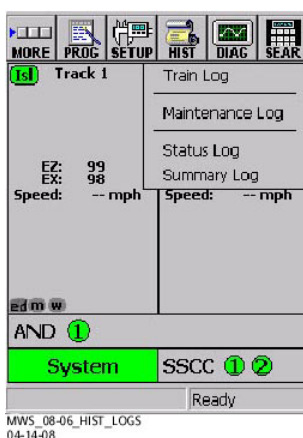 MORE PROG SETUP HIST DIAG SEAR
Isl Track 1
Train Log
Maintenance Log
Status Log
Summary Log
EZ: 99
EX: 98
Speed: -- mph Speed: -- mph
ed m w
AND 1
System SSCC 1 2
Ready
MWS_08-06_HIST_LOGS
04-14-08